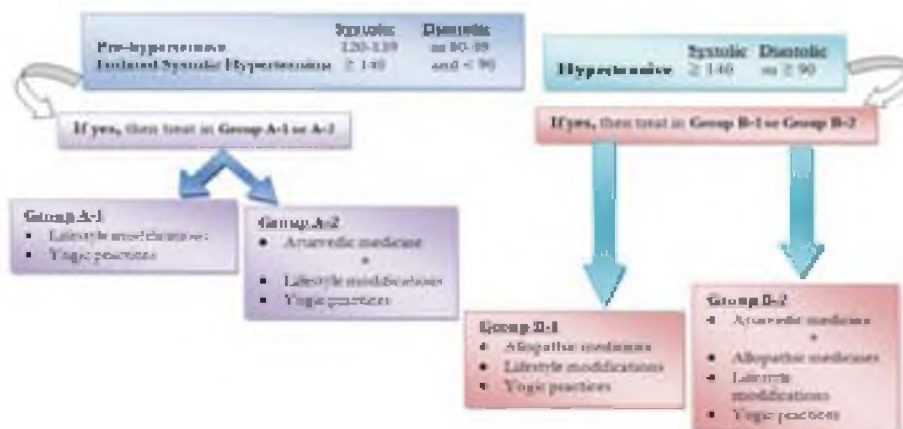 Systolic Diastolic
Pre-hypertensive 120-139 or 80-89
Isolated Systolic Hypertension ≥ 140 and < 90
Systolic Diastolic
Hypertensive ≥ 140 or ≥ 90
If yes, then treat in Group A-1 or A-2
If yes, then treat in Group B-1 or Group B-2
Group A-1
• Lifestyle modifications
• Yogic practices
Group A-2
• Ayurvedic medicine
+
• Lifestyle modifications
• Yogic practices
Group B-1
• Allopathic medicines
• Lifestyle modifications
• Yogic practices
Group B-2
• Ayurvedic medicine
+
• Allopathic medicines
• Lifestyle
modifications
• Yogic practices